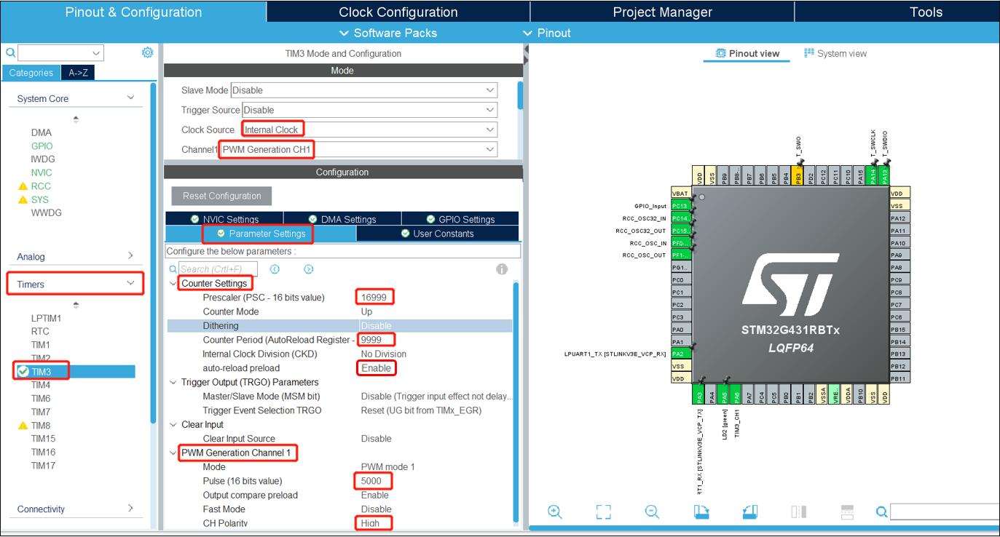 Pinout & Configuration
Clock Configuration
Project Manager
Tools
Software Packs
Pinout
Categories
A->Z
System Core
DMA
GPIO
IWDG
NVIC
RCC
SYS
WWDG
Analog
Timers
LPTIM1
RTC
TIM1
TIM2
TIM3
TIM4
TIM6
TIM7
TIM8
TIM15
TIM16
TIM17
Connectivity
TIM3 Mode and Configuration
Mode
Slave Mode Disable
Trigger Source Disable
Clock Source Internal Clock
Channel1 PWM Generation CH1
Configuration
Reset Configuration
NVIC Settings
DMA Settings
GPIO Settings
Parameter Settings
User Constants
Configure the below parameters :
Search (Crtl+F)
Counter Settings
Prescaler (PSC - 16 bits value) 16999
Counter Mode Up
Dithering Disable
Counter Period (AutoReload Register - 9999
Internal Clock Division (CKD) No Division
auto-reload preload Enable
Trigger Output (TRGO) Parameters
Master/Slave Mode (MSM bit) Disable (Trigger input effect not delay...
Trigger Event Selection TRGO Reset (UG bit from TIMx_EGR)
Clear Input
Clear Input Source Disable
PWM Generation Channel 1
Mode PWM mode 1
Pulse (16 bits value) 5000
Output compare preload Enable
Fast Mode Disable
CH Polarity High
Pinout view
System view
T_SWO
T_SWCLK
T_SWDIO
VDD
VSS
PB9
PB8-..
PB7
PB6
PB5
PB4
PB3
PD2
PC12
PC11
PC10
PA15
PA14
PA13
VBAT
GPIO_Input PC13
RCC_OSC32_IN PC14..
RCC_OSC32_OUT PC15..
RCC_OSC_IN PF0-..
RCC_OSC_OUT PF1-..
PG1..
PC0
PC1
PC2
PC3
PA0
PA1
LPUART1_TX [STLINKV3E_VCP_RX] PA2
VSS
VDD
VDD
VSS
PA12
PA11
PA10
PA9
PA8
PC9
PC8
PC7
PC6
PB15
PB14
PB13
PB12
PB11
STM32G431RBTx
LQFP64
PA3
VSS
VDD
PA5
PA6
PA7
PC4
PC5
PB0
PB1
PB2
VSSA
VRE..
VDDA
PB10
VSS
VDD
RT1_RX [STLINKV3E_VCP_TX]
LD2 [green]
TIM3_CH1